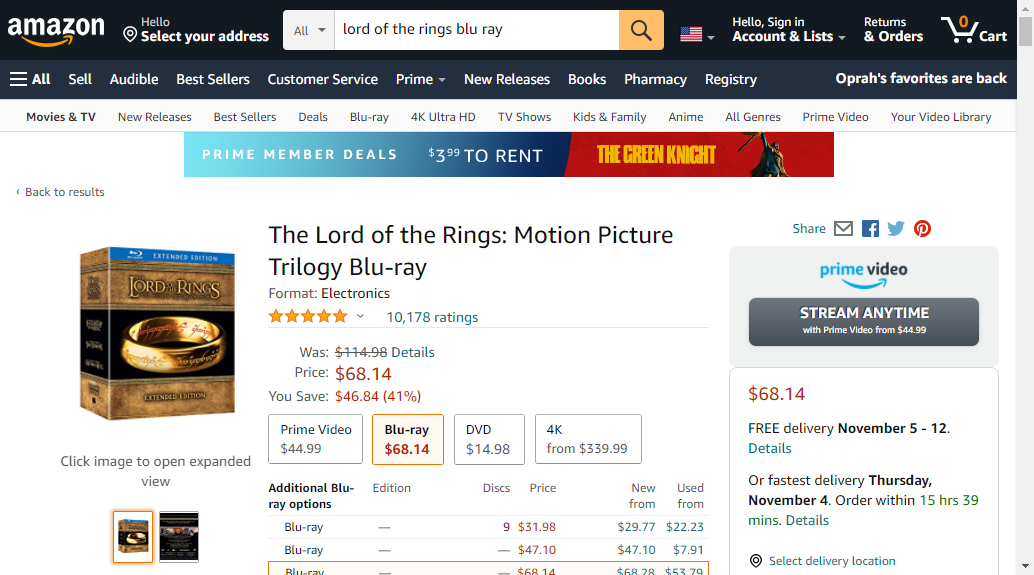 amazon
Hello
Select your address
All
lord of the rings blu ray
Hello, Sign in
Account & Lists
Returns
& Orders
0
Cart
All
Sell
Audible
Best Sellers
Customer Service
Prime
New Releases
Books
Pharmacy
Registry
Oprah's favorites are back
Movies & TV
New Releases
Best Sellers
Deals
Blu-ray
4K Ultra HD
TV Shows
Kids & Family
Anime
All Genres
Prime Video
Your Video Library
PRIME MEMBER DEALS
$3.99 TO RENT
THE GREEN KNIGHT
‹ Back to results
EXTENDED EDITION
THE LORD OF THE RINGS
EXTENDED EDITION
Click image to open expanded
view
The Lord of the Rings: Motion Picture
Trilogy Blu-ray
Format: Electronics
10,178 ratings
Was: $114.98 Details
Price: $68.14
You Save: $46.84 (41%)
Prime Video
$44.99
Blu-ray
$68.14
DVD
$14.98
4K
from $339.99
Additional Blu-
ray options
Edition
Discs
Price
New
from
Used
from
Blu-ray — 9 $31.98 $29.77 $22.23
Blu-ray — — $47.10 $47.10 $7.91
Blu-ray — — $68.14 $68.28 $53.79
Share
prime video
STREAM ANYTIME
with Prime Video from $44.99
$68.14
FREE delivery November 5 - 12.
Details
Or fastest delivery Thursday,
November 4. Order within 15 hrs 39
mins. Details
Select delivery location